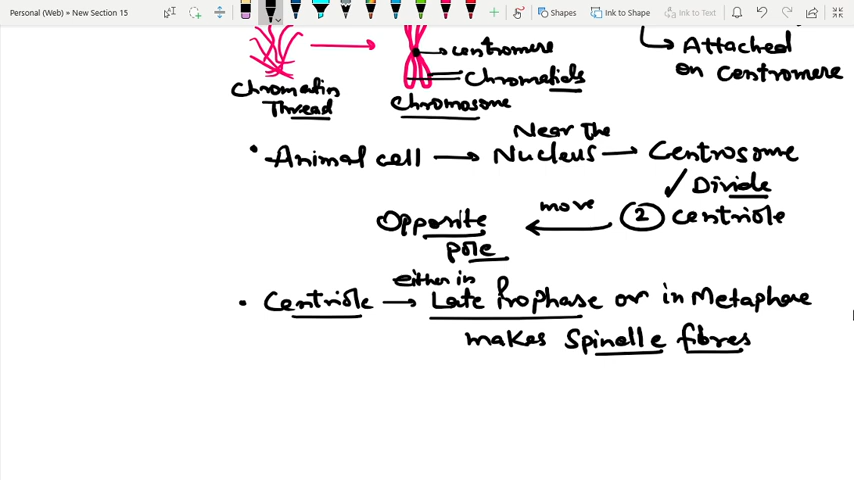 Personal (Web) » New Section 15
Shapes
Ink to Shape
Ink to Text
centromere
Chromatids
Attached
on Centromere
Chromatin
Thread
Chromosome
Near the
• Animal cell → Nucleus → Centrosome
✓ Divide
Opposite ← move ② centriole
pole
either in
• Centriole → Late Prophase or in Metaphase
makes Spindle fibres